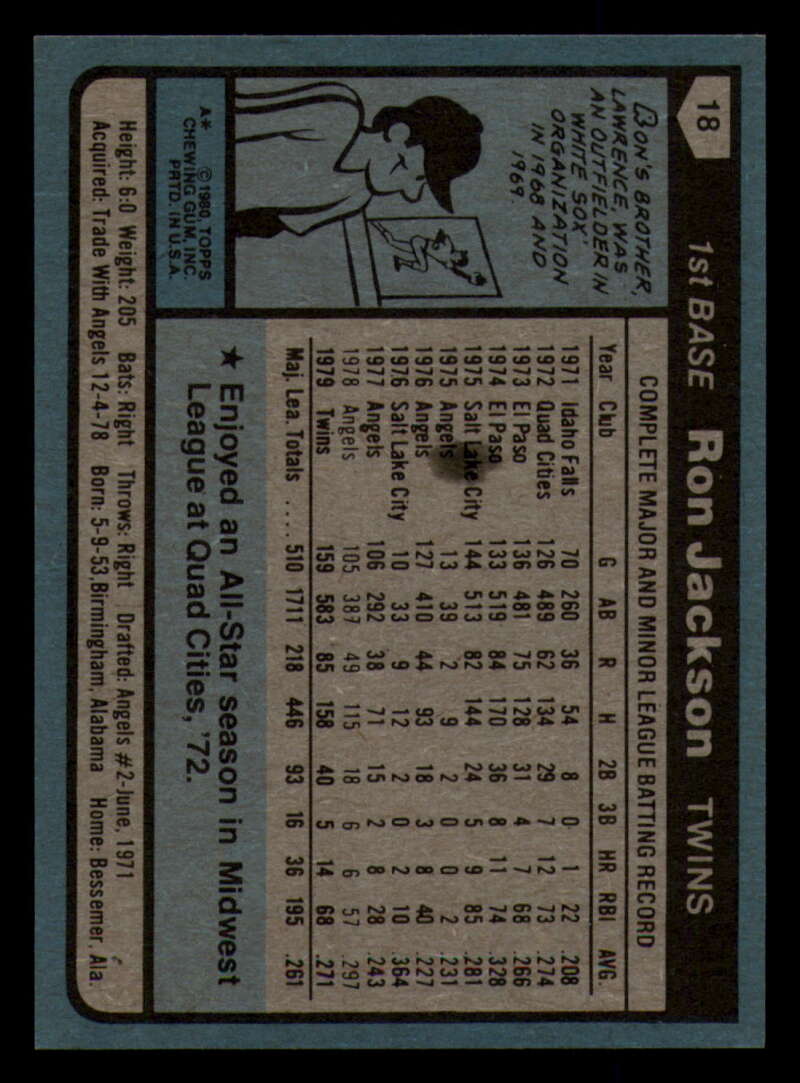 18
1st BASE Ron Jackson TWINS
RON'S BROTHER,
LAWRENCE, WAS
AN OUTFIELDER IN
WHITE SOX'
ORGANIZATION
IN 1968 AND
1969.
A* © 1980, TOPPS
CHEWING GUM, INC.
PRTD. IN U.S.A.
COMPLETE MAJOR AND MINOR LEAGUE BATTING RECORD
Year Club G AB R H 2B 3B HR RBI AVG
1971 Idaho Falls 70 260 36 54 8 0 1 22 .208
1972 Quad Cities 126 489 62 134 29 7 12 73 .274
1973 El Paso 136 481 75 128 31 4 7 68 .266
1974 El Paso 133 519 84 170 36 8 11 74 .328
1975 Salt Lake City 144 513 82 144 24 5 9 85 .281
1975 Angels 13 39 2 9 2 0 0 2 .231
1976 Angels 127 410 44 93 18 3 8 40 .227
1976 Salt Lake City 10 33 9 12 2 0 2 10 .364
1977 Angels 106 292 38 71 15 2 8 28 .243
1978 Angels 105 387 49 115 18 6 6 57 .297
1979 Twins 159 583 85 158 40 5 14 68 .271
Maj. Lea. Totals .... 510 1711 218 446 93 16 36 195 .261
★ Enjoyed an All-Star season in Midwest
League at Quad Cities, '72.
Height: 6:0 Weight: 205 Bats: Right Throws: Right Drafted: Angels #2-June, 1971
Acquired: Trade With Angels 12-4-78 Born: 5-9-53, Birmingham, Alabama Home: Bessemer, Ala.